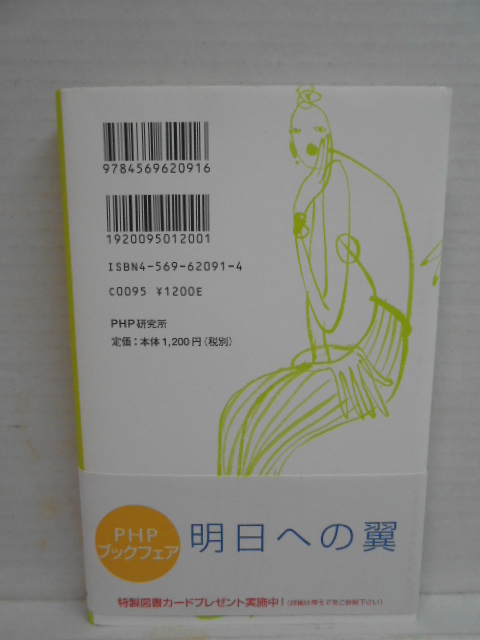 9784569620916
1920095012001
ISBN4-569-62091-4
C0095 ¥1200E
PHP研究所
定価:本体1,200円(税別)
PHP
ブックフェア
明日への翼
特製図書カードプレゼント実施中!